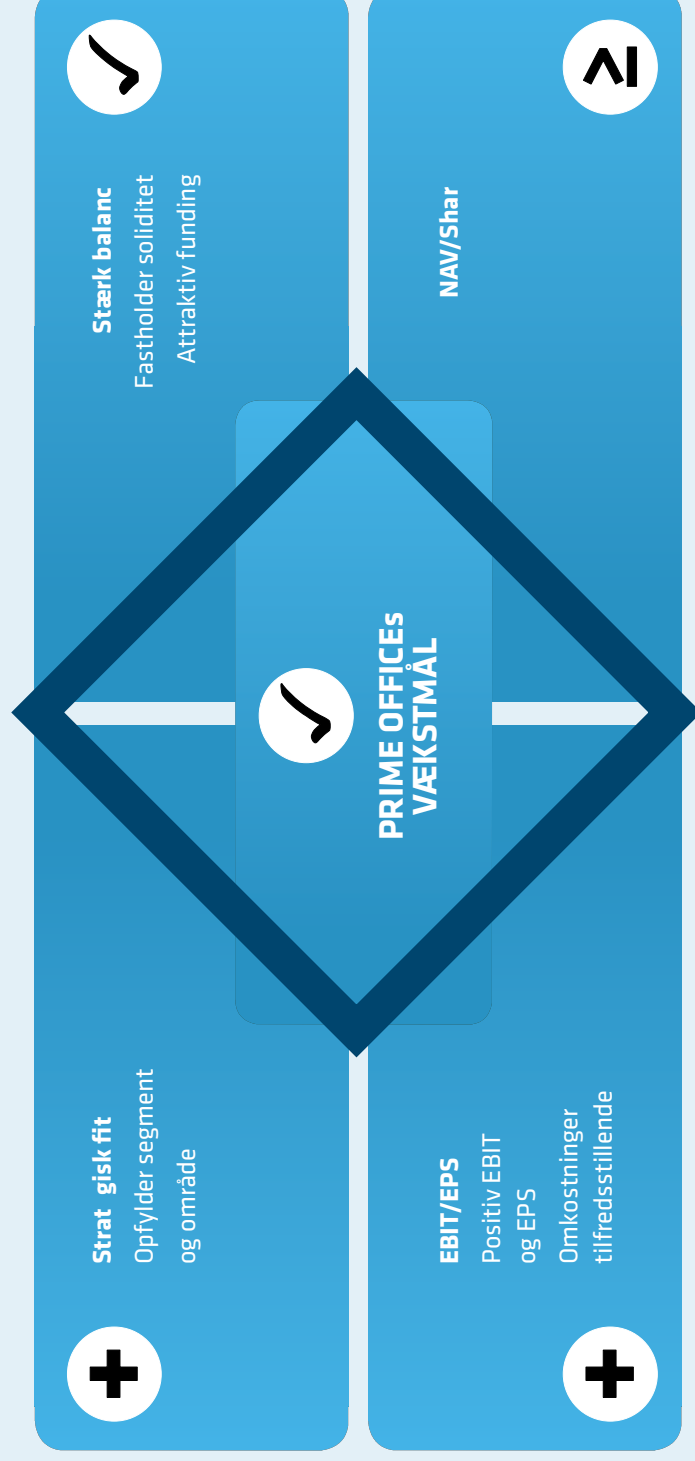 +
Strat gisk fit
Opfylder segment
og område
√
Stærk balanc
Fastholder soliditet
Attraktiv funding
√
PRIME OFFICEs
VÆKSTMÅL
+
EBIT/EPS
Positiv EBIT
og EPS
Omkostninger
tilfredsstillende
≥
NAV/Shar